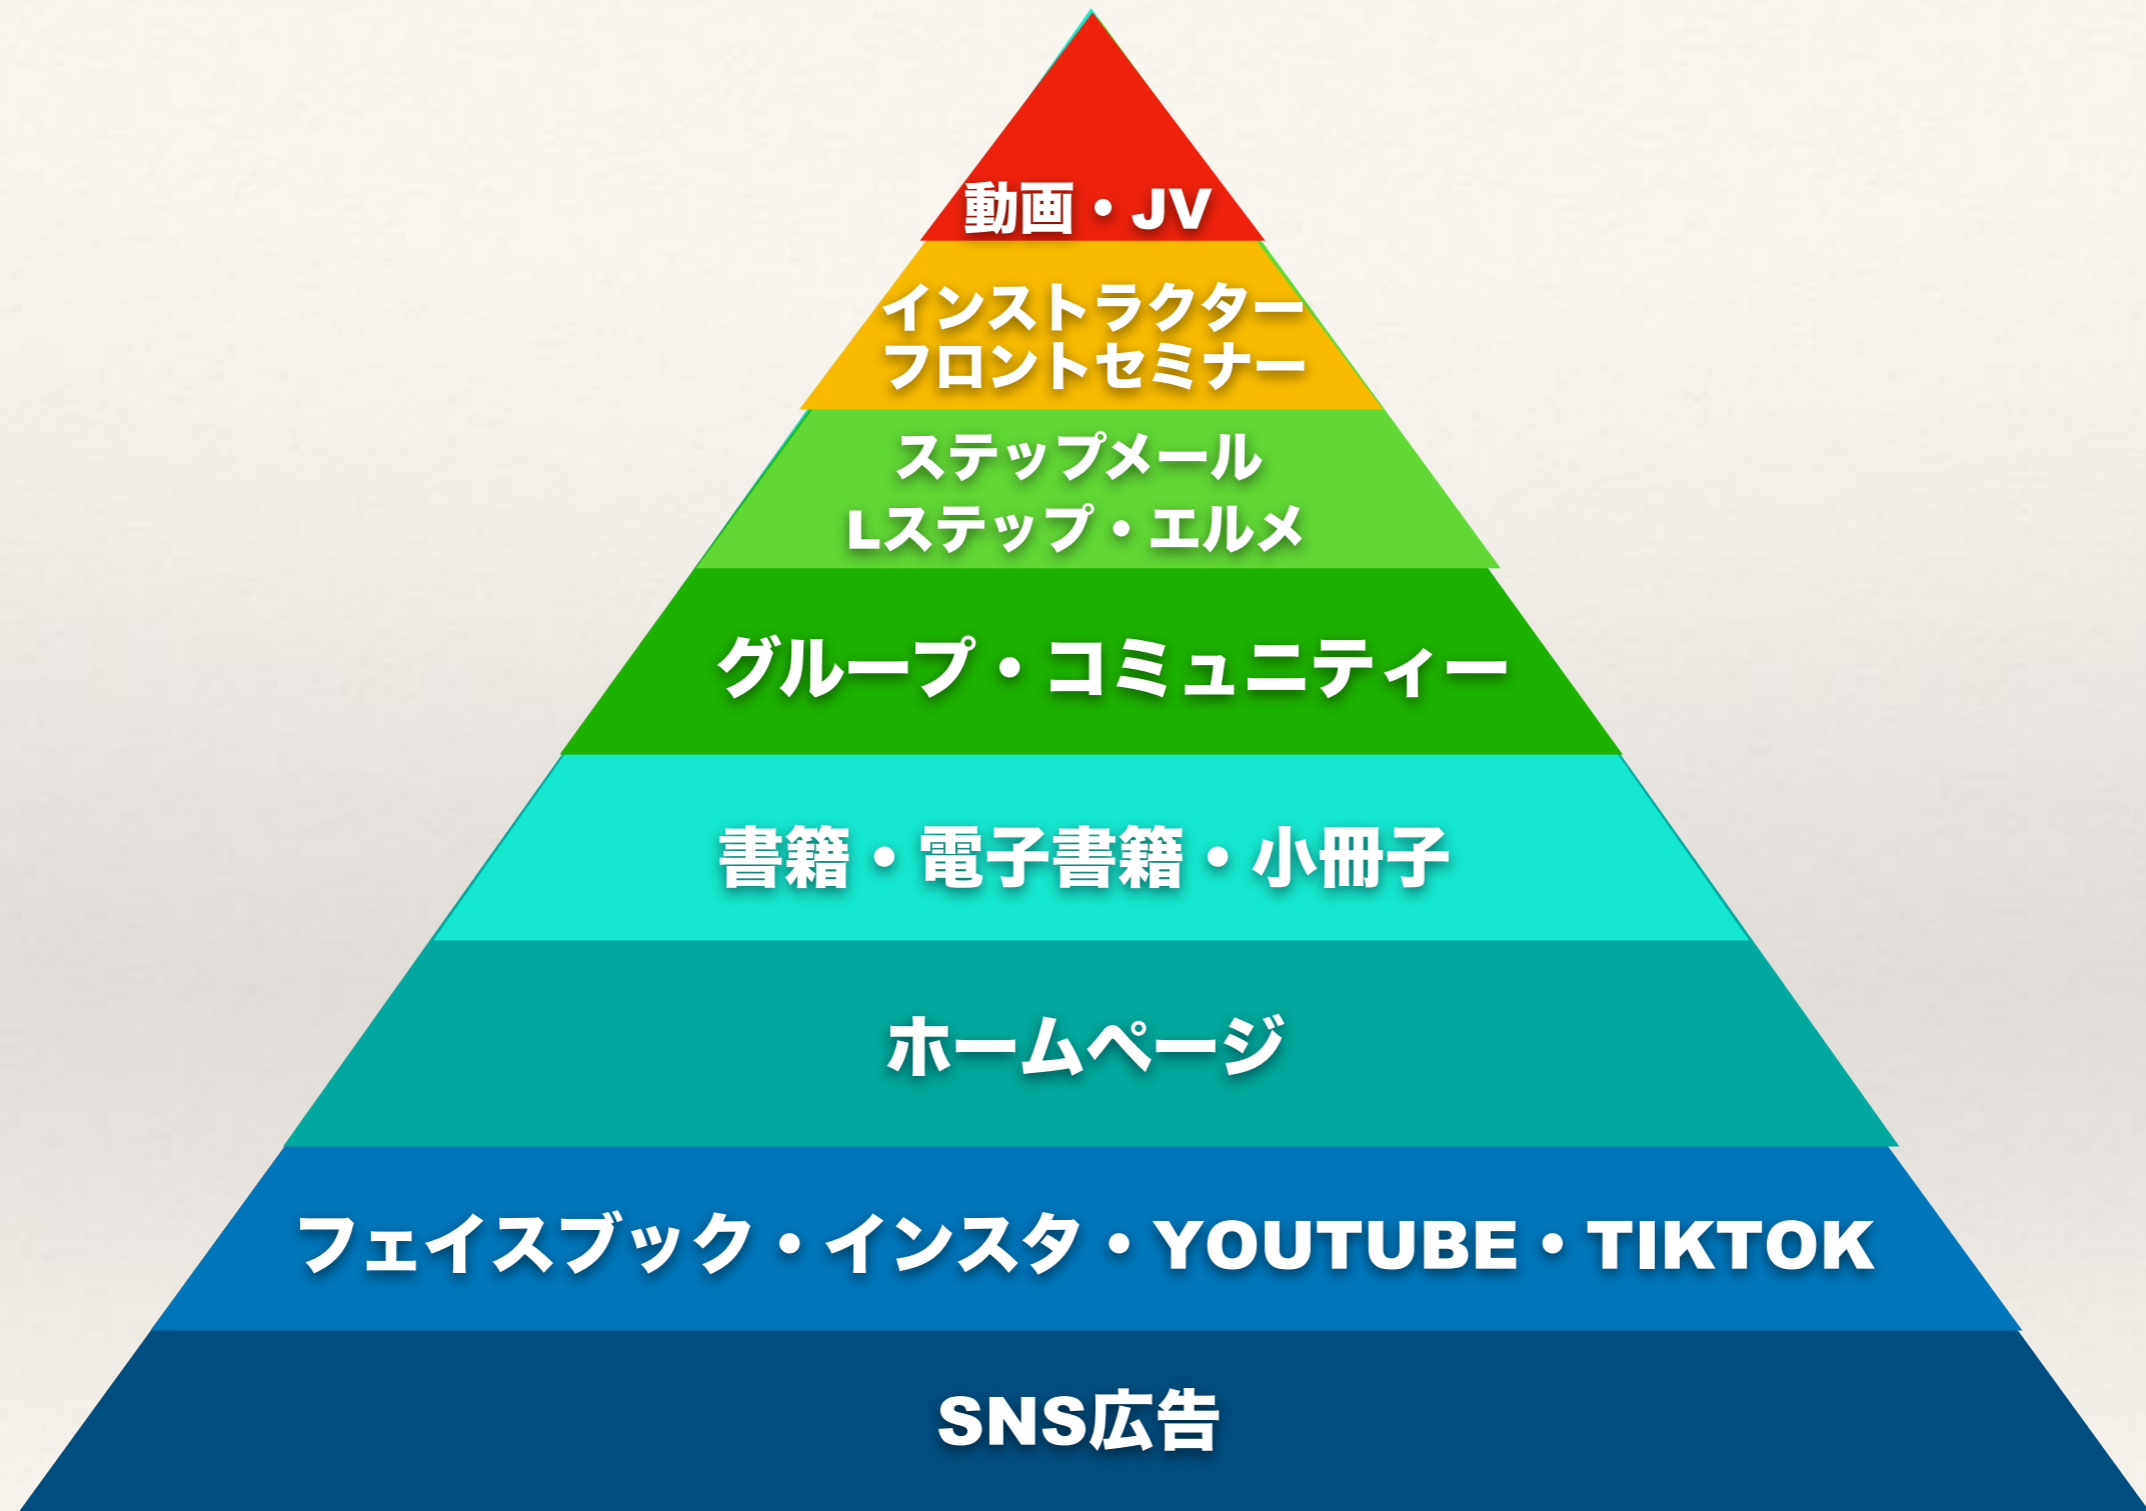 動画・JV
インストラクター
フロントセミナー
ステップメール
Lステップ・エルメ
グループ・コミュニティー
書籍・電子書籍・小冊子
ホームページ
フェイスブック・インスタ・YOUTUBE・TIKTOK
SNS広告